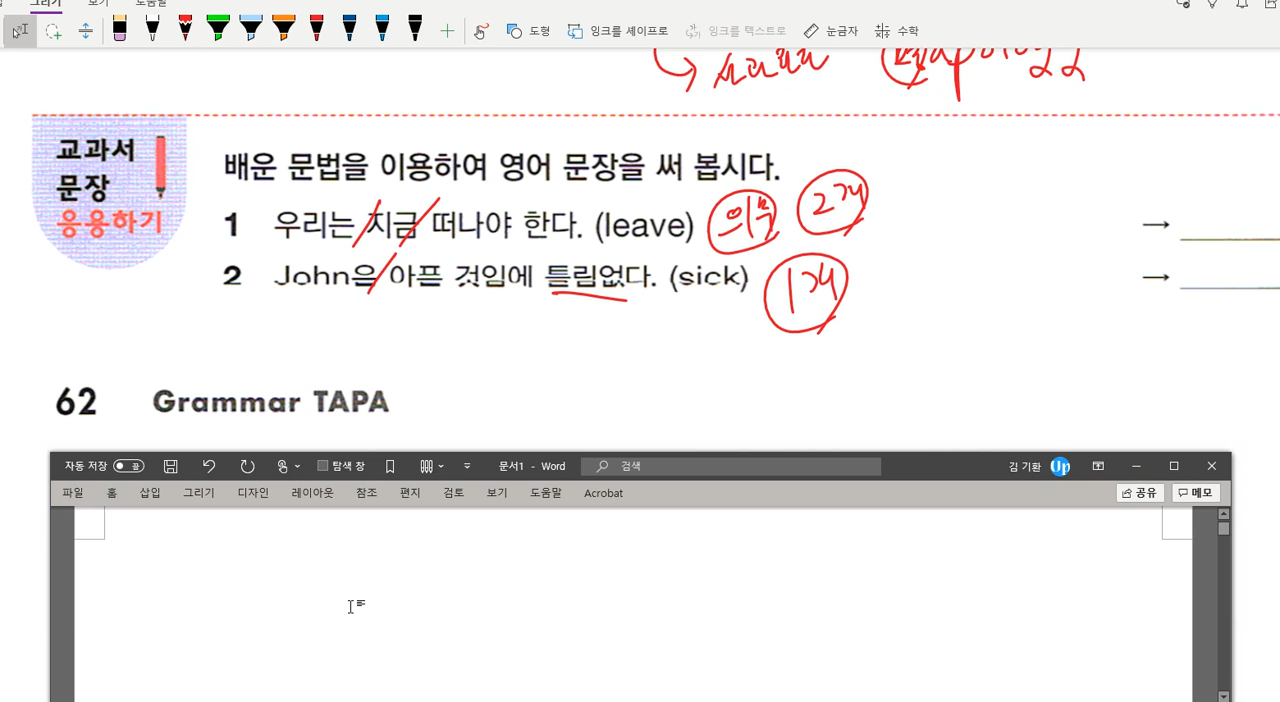 그리기 보기 도움말
도형 잉크를 셰이프로 잉크를 텍스트로 눈금자 수학
교과서
문장
응용하기
배운 문법을 이용하여 영어 문장을 써 봅시다.
1 우리는 지금 떠나야 한다. (leave) 의무 2개 →
2 John은 아픈 것임에 틀림없다. (sick) 1개 →
62 Grammar TAPA
자동 저장 끔 탐색 창 문서1 - Word 검색 김 기환 Up
파일 홈 삽입 그리기 디자인 레이아웃 참조 편지 검토 보기 도움말 Acrobat 공유 메모